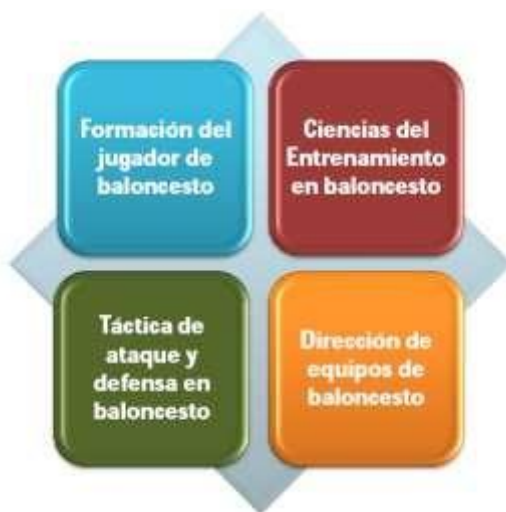 Formación del
jugador de
baloncesto
Ciencias del
Entrenamiento
en baloncesto
Táctica de
ataque y
defensa en
baloncesto
Dirección de
equipos de
baloncesto